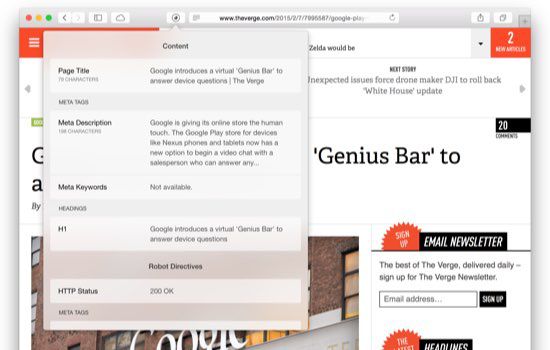 www.theverge.com/2015/2/7/7995587/google-play-
Content
Page Title
79 CHARACTERS
Google introduces a virtual 'Genius Bar' to
answer device questions | The Verge
META TAGS
Meta Description
198 CHARACTERS
Google is giving its online store the human
touch. The Google Play store for devices
like Nexus phones and tablets now has a
new option to begin a video chat with a
salesperson who can answer any...
Meta Keywords
Not available.
HEADINGS
H1
Google introduces a virtual 'Genius Bar' to
answer device questions
Robot Directives
HTTP Status
200 OK
META TAGS
Zelda would be
2
NEW ARTICLES
NEXT STORY
Unexpected issues force drone maker DJI to roll back
'White House' update
20
COMMENTS
G
'Genius Bar' to
a
By
Google
SIGN
UP
EMAIL NEWSLETTER
The best of The Verge, delivered daily –
sign up for The Verge Newsletter.
Email address...
SIGN UP
THE
LATEST
HEADLINES